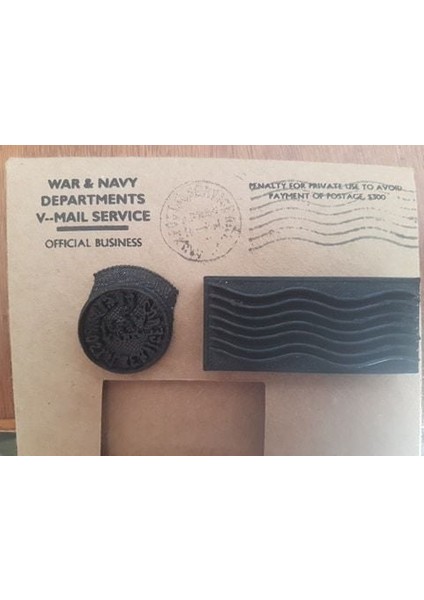 WAR & NAVY
DEPARTMENTS
V--MAIL SERVICE
OFFICIAL BUSINESS
PENALTY FOR PRIVATE USE TO AVOID
PAYMENT OF POSTAGE, $300